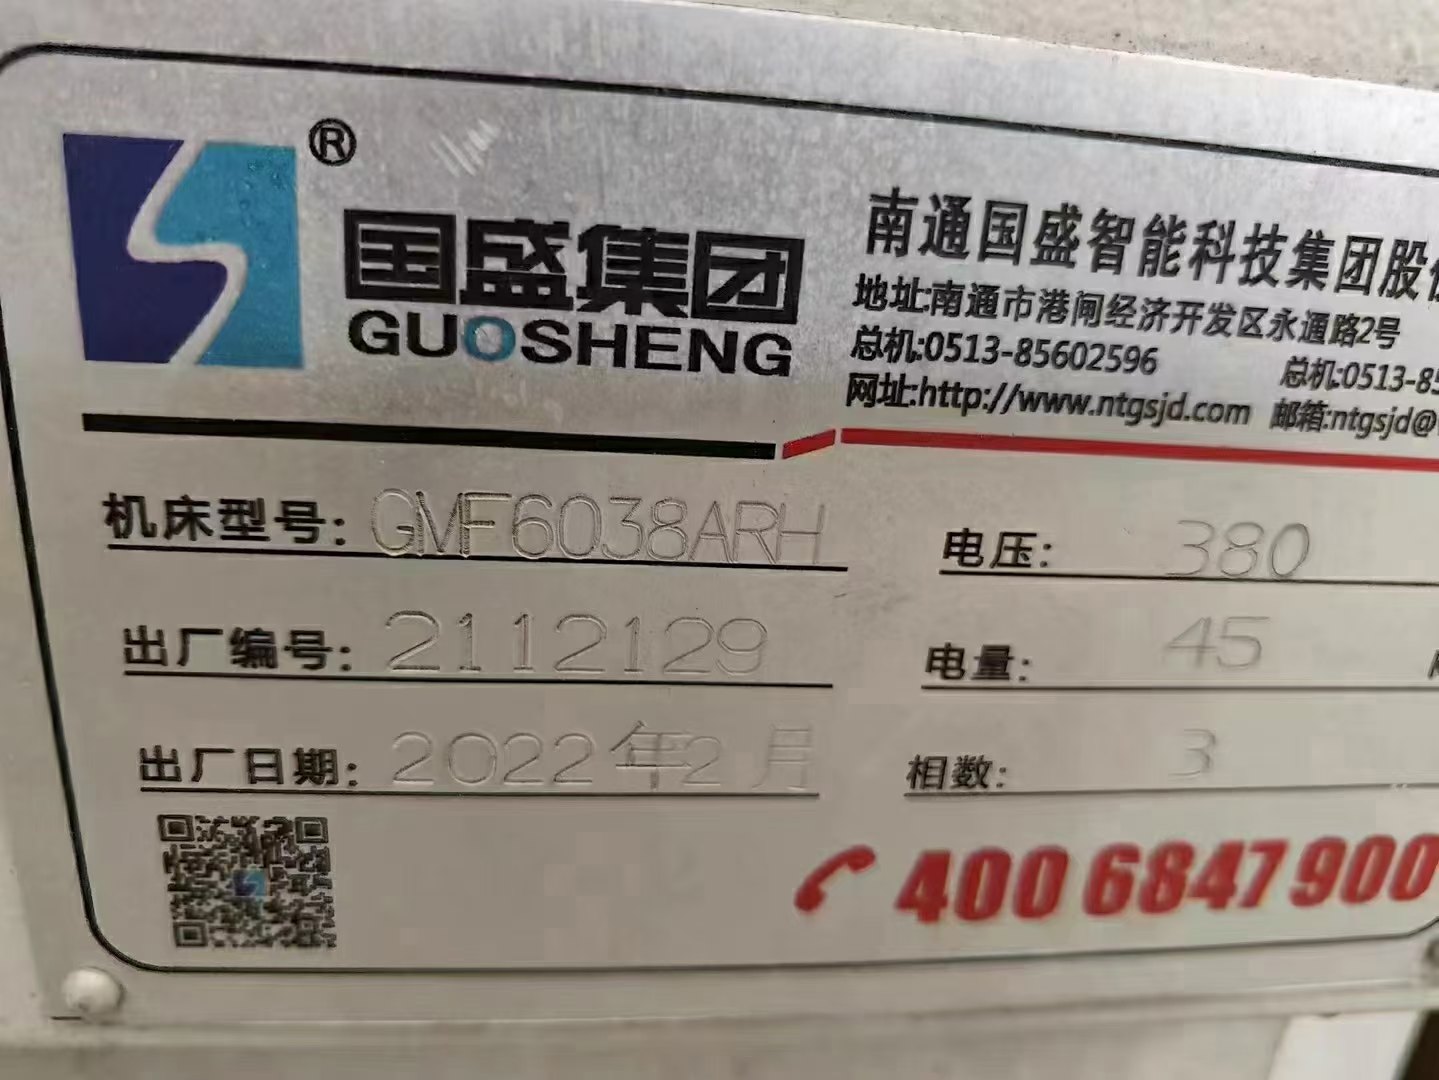 ®
国盛集团
GUOSHENG
南通国盛智能科技集团股份
地址:南通市港闸经济开发区永通路2号
总机:0513-85602596 总机:0513-85
网址:http://www.ntgsjd.com 邮箱:ntgsjd@
机床型号: GMF6038ARH 电压: 380
出厂编号: 2112129 电量: 45
出厂日期: 2022年2月 相数: 3
400 6847 900